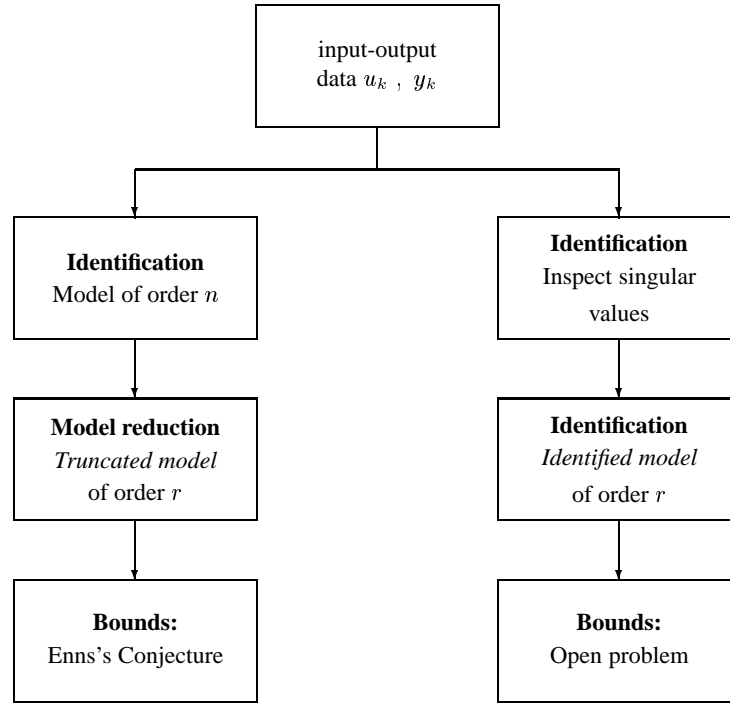 input-output
data u_k , y_k
Identification
Model of order n
Identification
Inspect singular
values
Model reduction
Truncated model
of order r
Identification
Identified model
of order r
Bounds:
Enns's Conjecture
Bounds:
Open problem